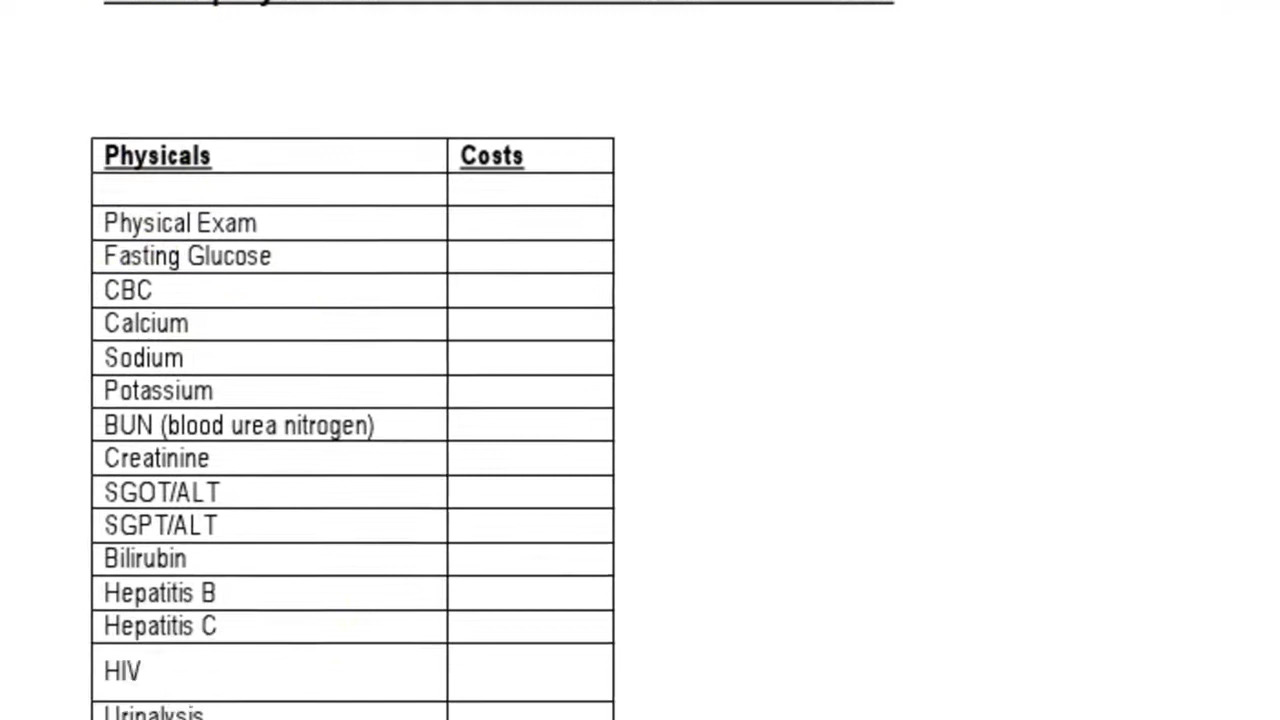 Physicals Costs
Physical Exam
Fasting Glucose
CBC
Calcium
Sodium
Potassium
BUN (blood urea nitrogen)
Creatinine
SGOT/ALT
SGPT/ALT
Bilirubin
Hepatitis B
Hepatitis C
HIV
Urinalysis